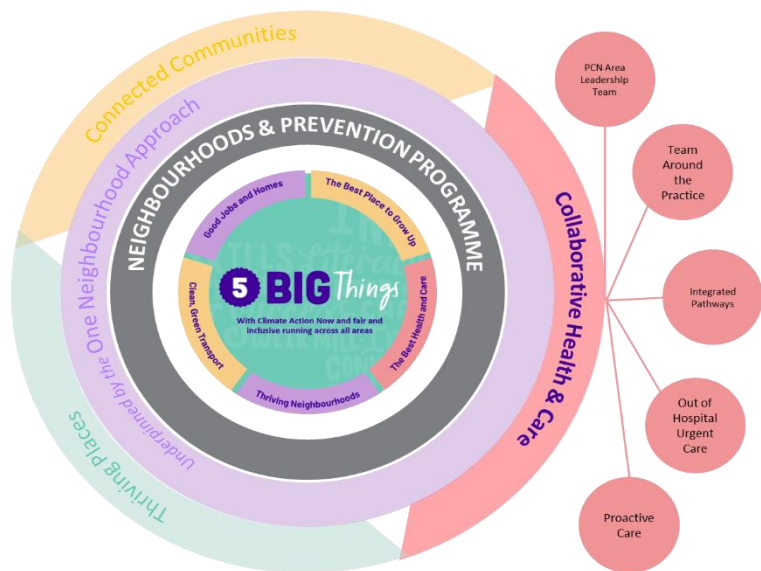 Connected Communities
Underpinned by the One Neighbourhood Approach
NEIGHBOURHOODS & PREVENTION PROGRAMME
Thriving Places
Collaborative Health & Care
Good Jobs and Homes
The Best Place to Grow Up
Clean, Green Transport
The Best Health and Care
Thriving Neighbourhoods
5 BIG Things
With Climate Action Now and fair and
inclusive running across all areas
PCN Area
Leadership
Team
Team
Around
the
Practice
Integrated
Pathways
Out of
Hospital
Urgent
Care
Proactive
Care